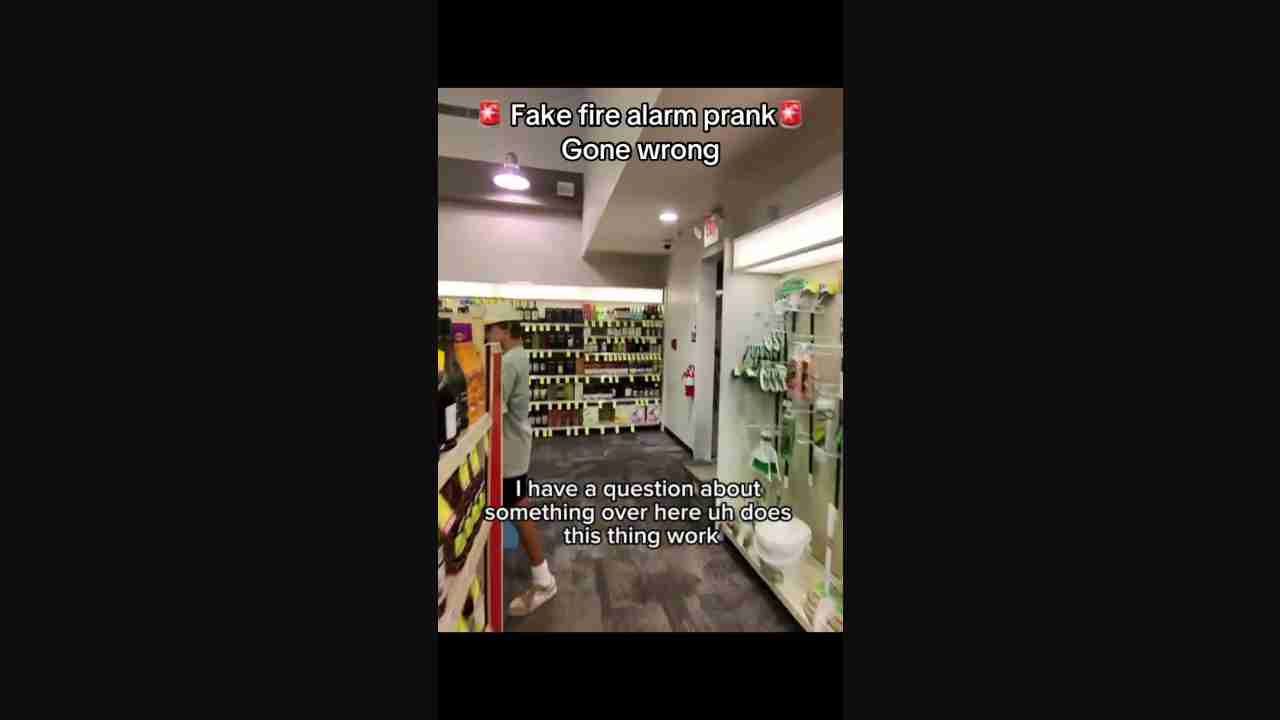 🚨 Fake fire alarm prank🚨
Gone wrong
I have a question about
something over here uh does
this thing work